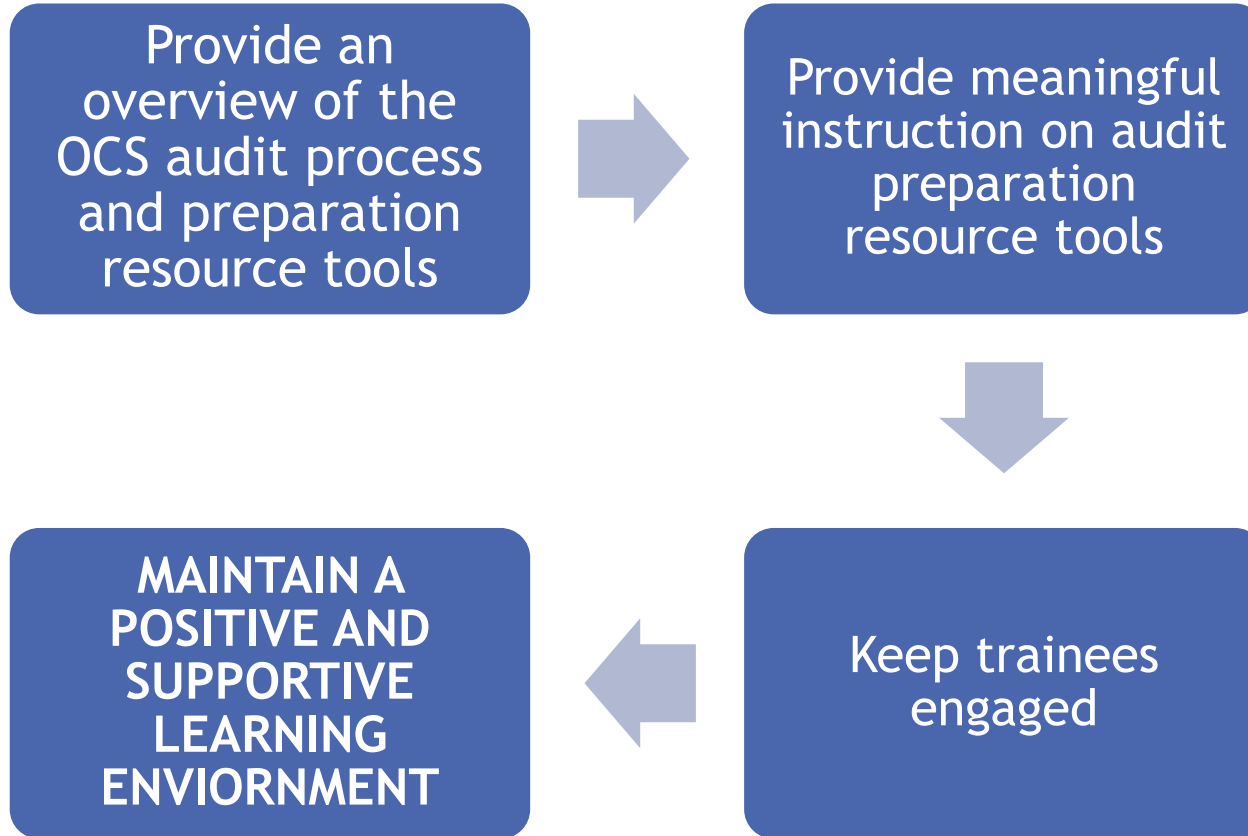 Provide an
overview of the
OCS audit process
and preparation
resource tools
Provide meaningful
instruction on audit
preparation
resource tools
Keep trainees
engaged
MAINTAIN A
POSITIVE AND
SUPPORTIVE
LEARNING
ENVIORNMENT